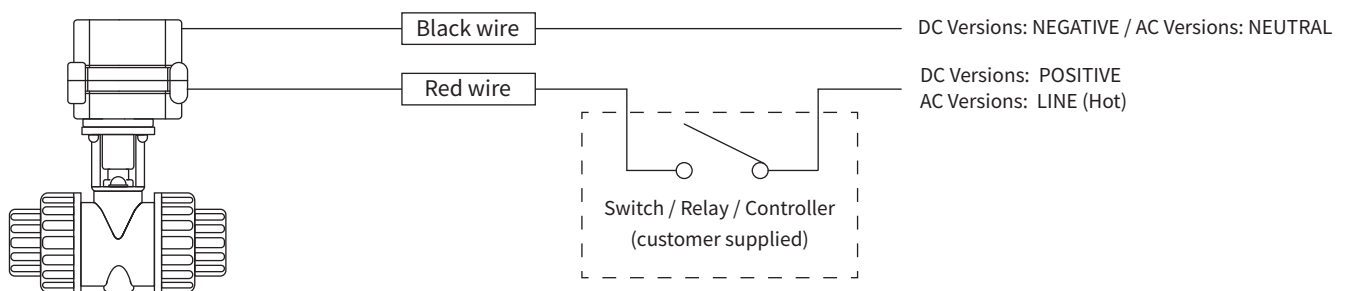 Black wire
DC Versions: NEGATIVE / AC Versions: NEUTRAL
Red wire
DC Versions: POSITIVE
AC Versions: LINE (Hot)
Switch / Relay / Controller
(customer supplied)